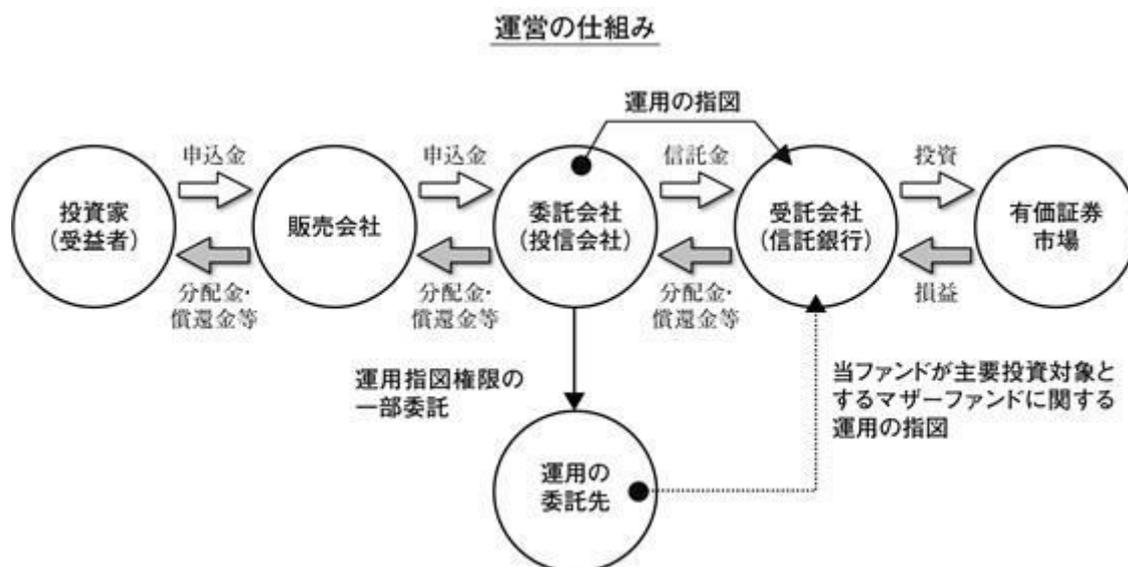 運営の仕組み
運用の指図
申込金
申込金
信託金
投資
投資家
（受益者）
販売会社
委託会社
（投信会社）
受託会社
（信託銀行）
有価証券
市場
分配金・
償還金等
分配金・
償還金等
分配金・
償還金等
損益
運用指図権限の
一部委託
当ファンドが主要投資対象と
するマザーファンドに関する
運用の指図
運用の
委託先